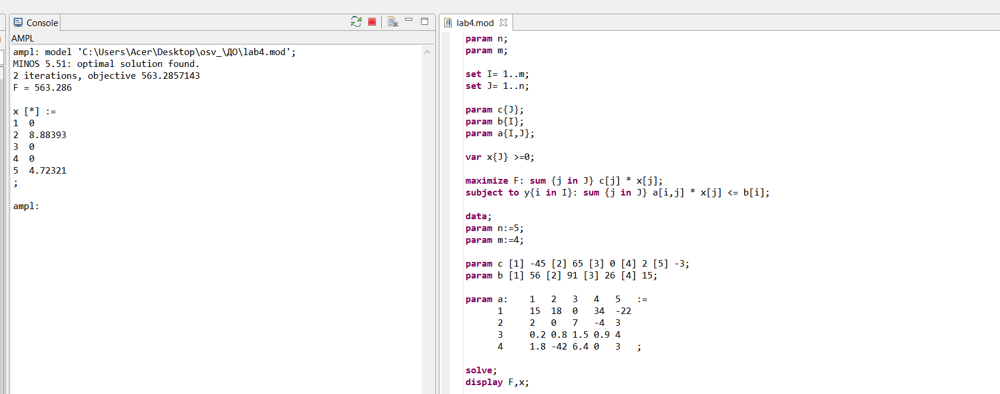 Console
AMPL
ampl: model 'C:\Users\Acer\Desktop\osv_\ДО\lab4.mod';
MINOS 5.51: optimal solution found.
2 iterations, objective 563.2857143
F = 563.286
x [*] :=
1  0
2  8.88393
3  0
4  0
5  4.72321
;
ampl:
lab4.mod
param n;
param m;
set I= 1..m;
set J= 1..n;
param c{J};
param b{I};
param a{I,J};
var x{J} >=0;
maximize F: sum {j in J} c[j] * x[j];
subject to y{i in I}: sum {j in J} a[i,j] * x[j] <= b[i];
data;
param n:=5;
param m:=4;
param c [1] -45 [2] 65 [3] 0 [4] 2 [5] -3;
param b [1] 56 [2] 91 [3] 26 [4] 15;
param a:    1   2   3   4   5   :=
      1     15  18  0   34  -22
      2     2   0   7   -4  3
      3     0.2 0.8 1.5 0.9 4
      4     1.8 -42 6.4 0   3   ;
solve;
display F,x;